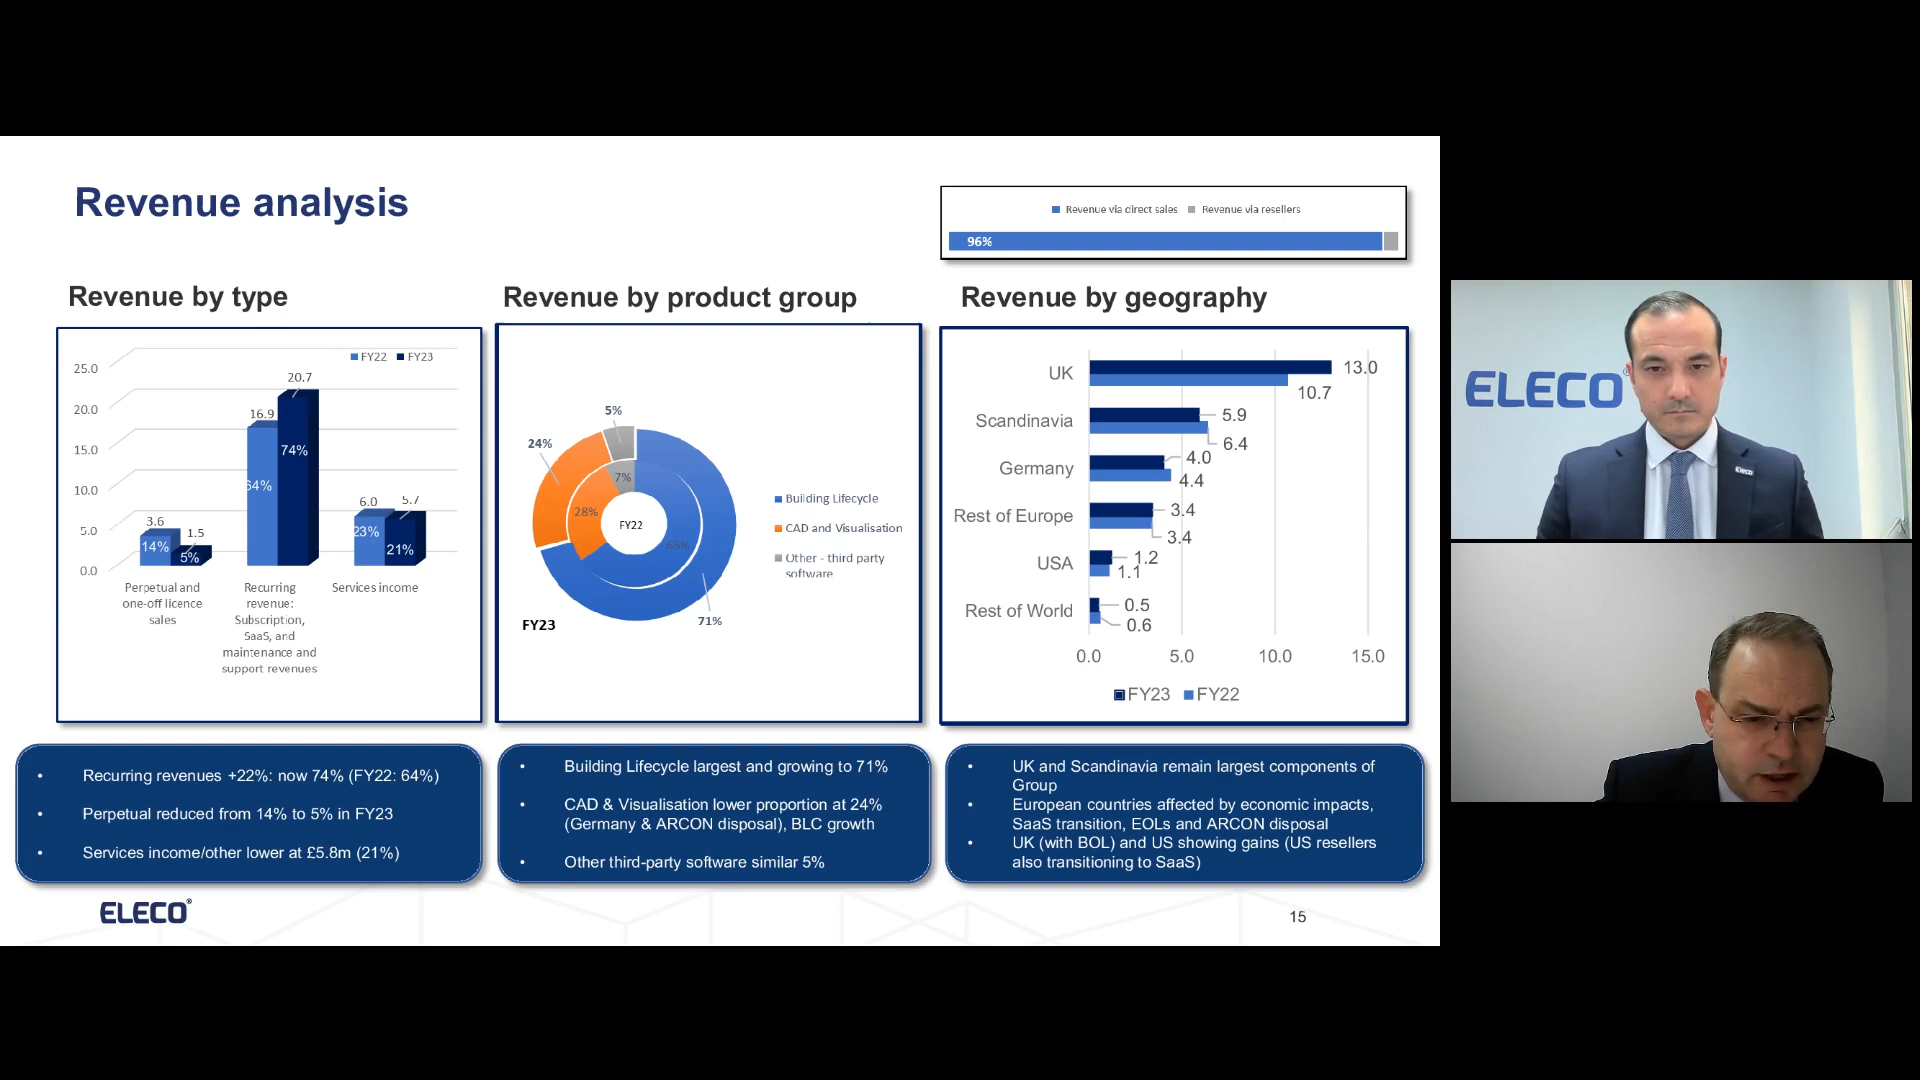 Revenue analysis
Revenue via direct sales Revenue via resellers
96%
Revenue by type
FY22 FY23
25.0
20.0
15.0
10.0
5.0
0.0
3.6
1.5
14%
5%
16.9
20.7
64%
74%
6.0
5.7
23%
21%
Perpetual and
one-off licence
sales
Recurring
revenue:
Subscription,
SaaS, and
maintenance and
support revenues
Services income
Revenue by product group
5%
24%
7%
28%
FY22
65%
71%
FY23
Building Lifecycle
CAD and Visualisation
Other - third party
software
Revenue by geography
UK
13.0
10.7
Scandinavia
5.9
6.4
Germany
4.0
4.4
Rest of Europe
3.4
3.4
USA
1.2
1.1
Rest of World
0.5
0.6
0.0 5.0 10.0 15.0
FY23 FY22
• Recurring revenues +22%: now 74% (FY22: 64%)
• Perpetual reduced from 14% to 5% in FY23
• Services income/other lower at £5.8m (21%)
• Building Lifecycle largest and growing to 71%
• CAD & Visualisation lower proportion at 24%
(Germany & ARCON disposal), BLC growth
• Other third-party software similar 5%
• UK and Scandinavia remain largest components of
Group
• European countries affected by economic impacts,
SaaS transition, EOLs and ARCON disposal
• UK (with BOL) and US showing gains (US resellers
also transitioning to SaaS)
ELECO®
15
ELECO®
Eleco